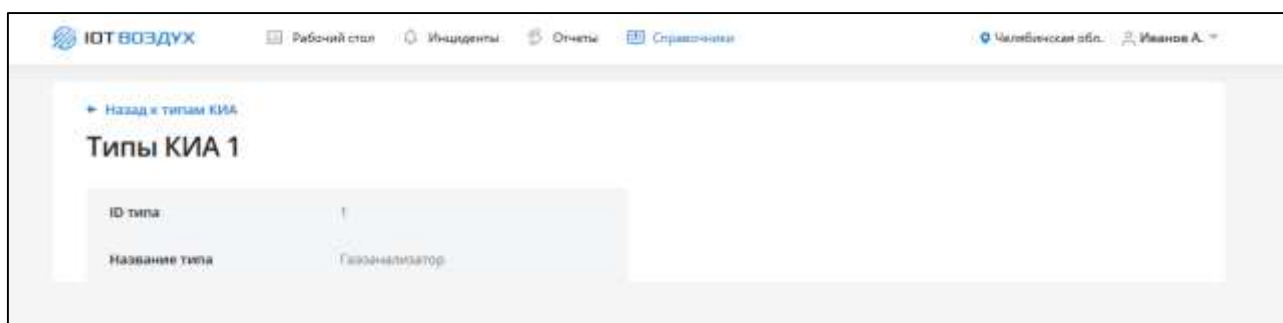 IOT ВОЗДУХ Рабочий стол Инциденты Отчеты Справочники Челябинская обл. Иванов А.
Назад к типам КИА
Типы КИА 1
ID типа 1
Название типа Газоанализатор